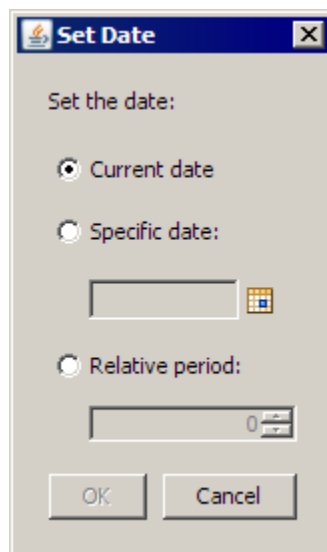 Set Date
Set the date:
Current date
Specific date:
Relative period:
0
OK
Cancel